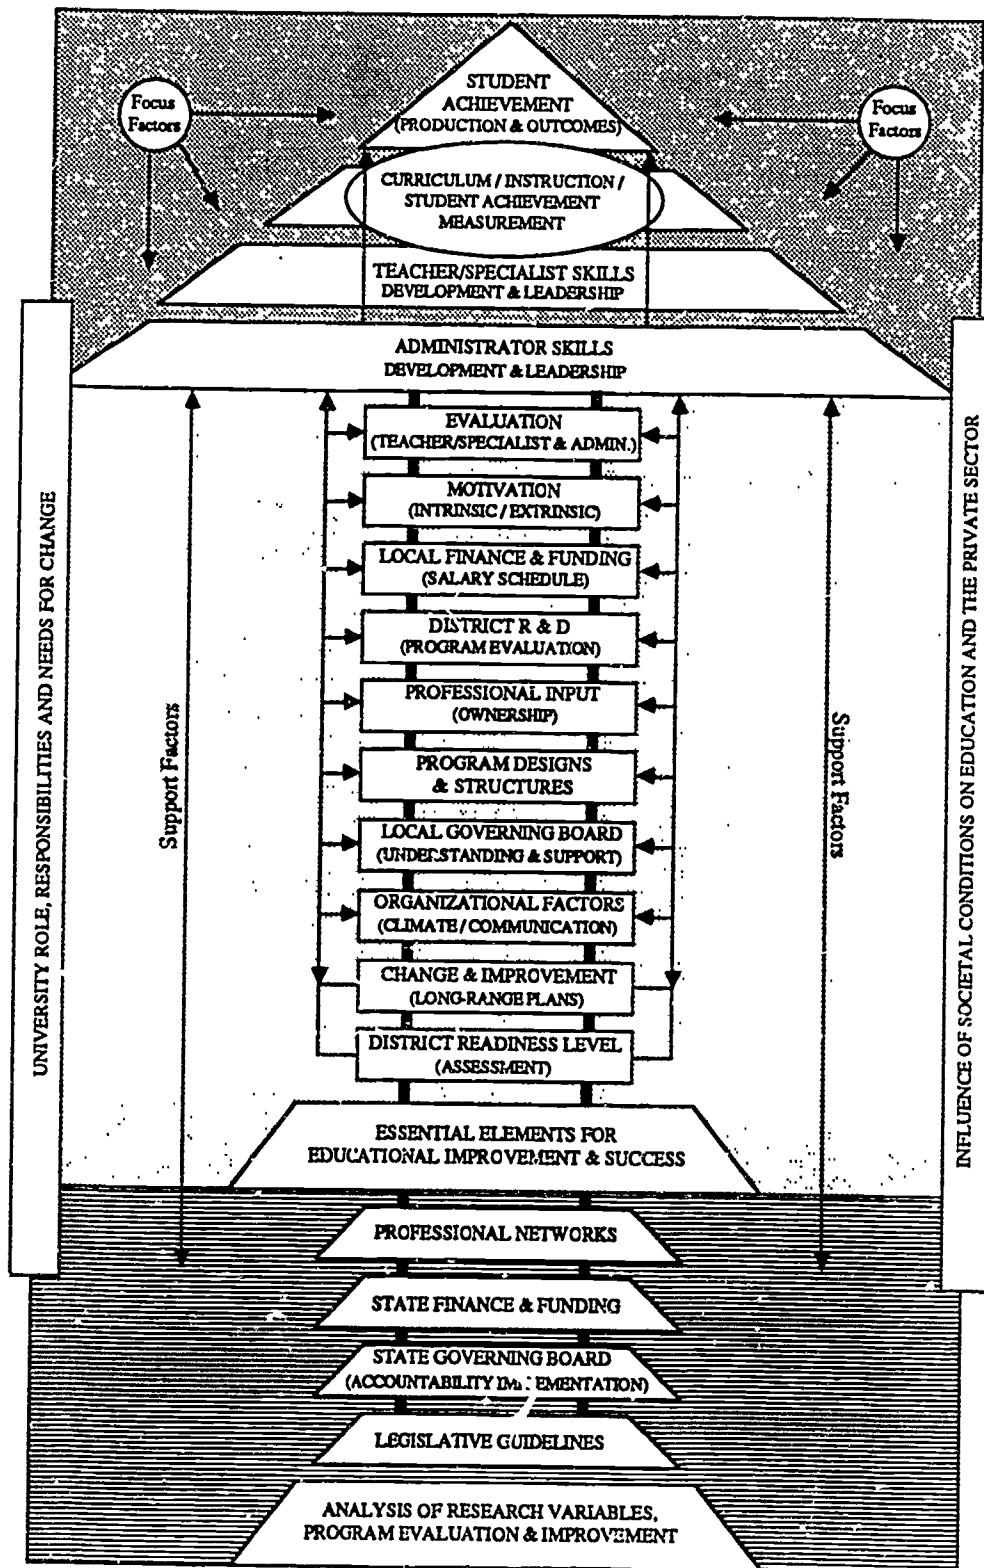 STUDENT
ACHIEVEMENT
(PRODUCTION & OUTCOMES)
Focus
Factors
Focus
Factors
CURRICULUM / INSTRUCTION /
STUDENT ACHIEVEMENT
MEASUREMENT
TEACHER/SPECIALIST SKILLS
DEVELOPMENT & LEADERSHIP
ADMINISTRATOR SKILLS
DEVELOPMENT & LEADERSHIP
UNIVERSITY ROLE, RESPONSIBILITIES AND NEEDS FOR CHANGE
Support Factors
EVALUATION
(TEACHER/SPECIALIST & ADMIN.)
MOTIVATION
(INTRINSIC / EXTRINSIC)
LOCAL FINANCE & FUNDING
(SALARY SCHEDULE)
DISTRICT R & D
(PROGRAM EVALUATION)
PROFESSIONAL INPUT
(OWNERSHIP)
PROGRAM DESIGNS
& STRUCTURES
LOCAL GOVERNING BOARD
(UNDERSTANDING & SUPPORT)
ORGANIZATIONAL FACTORS
(CLIMATE / COMMUNICATION)
CHANGE & IMPROVEMENT
(LONG-RANGE PLANS)
DISTRICT READINESS LEVEL
(ASSESSMENT)
Support Factors
INFLUENCE OF SOCIETAL CONDITIONS ON EDUCATION AND THE PRIVATE SECTOR
ESSENTIAL ELEMENTS FOR
EDUCATIONAL IMPROVEMENT & SUCCESS
PROFESSIONAL NETWORKS
STATE FINANCE & FUNDING
STATE GOVERNING BOARD
(ACCOUNTABILITY IMPLEMENTATION)
LEGISLATIVE GUIDELINES
ANALYSIS OF RESEARCH VARIABLES,
PROGRAM EVALUATION & IMPROVEMENT